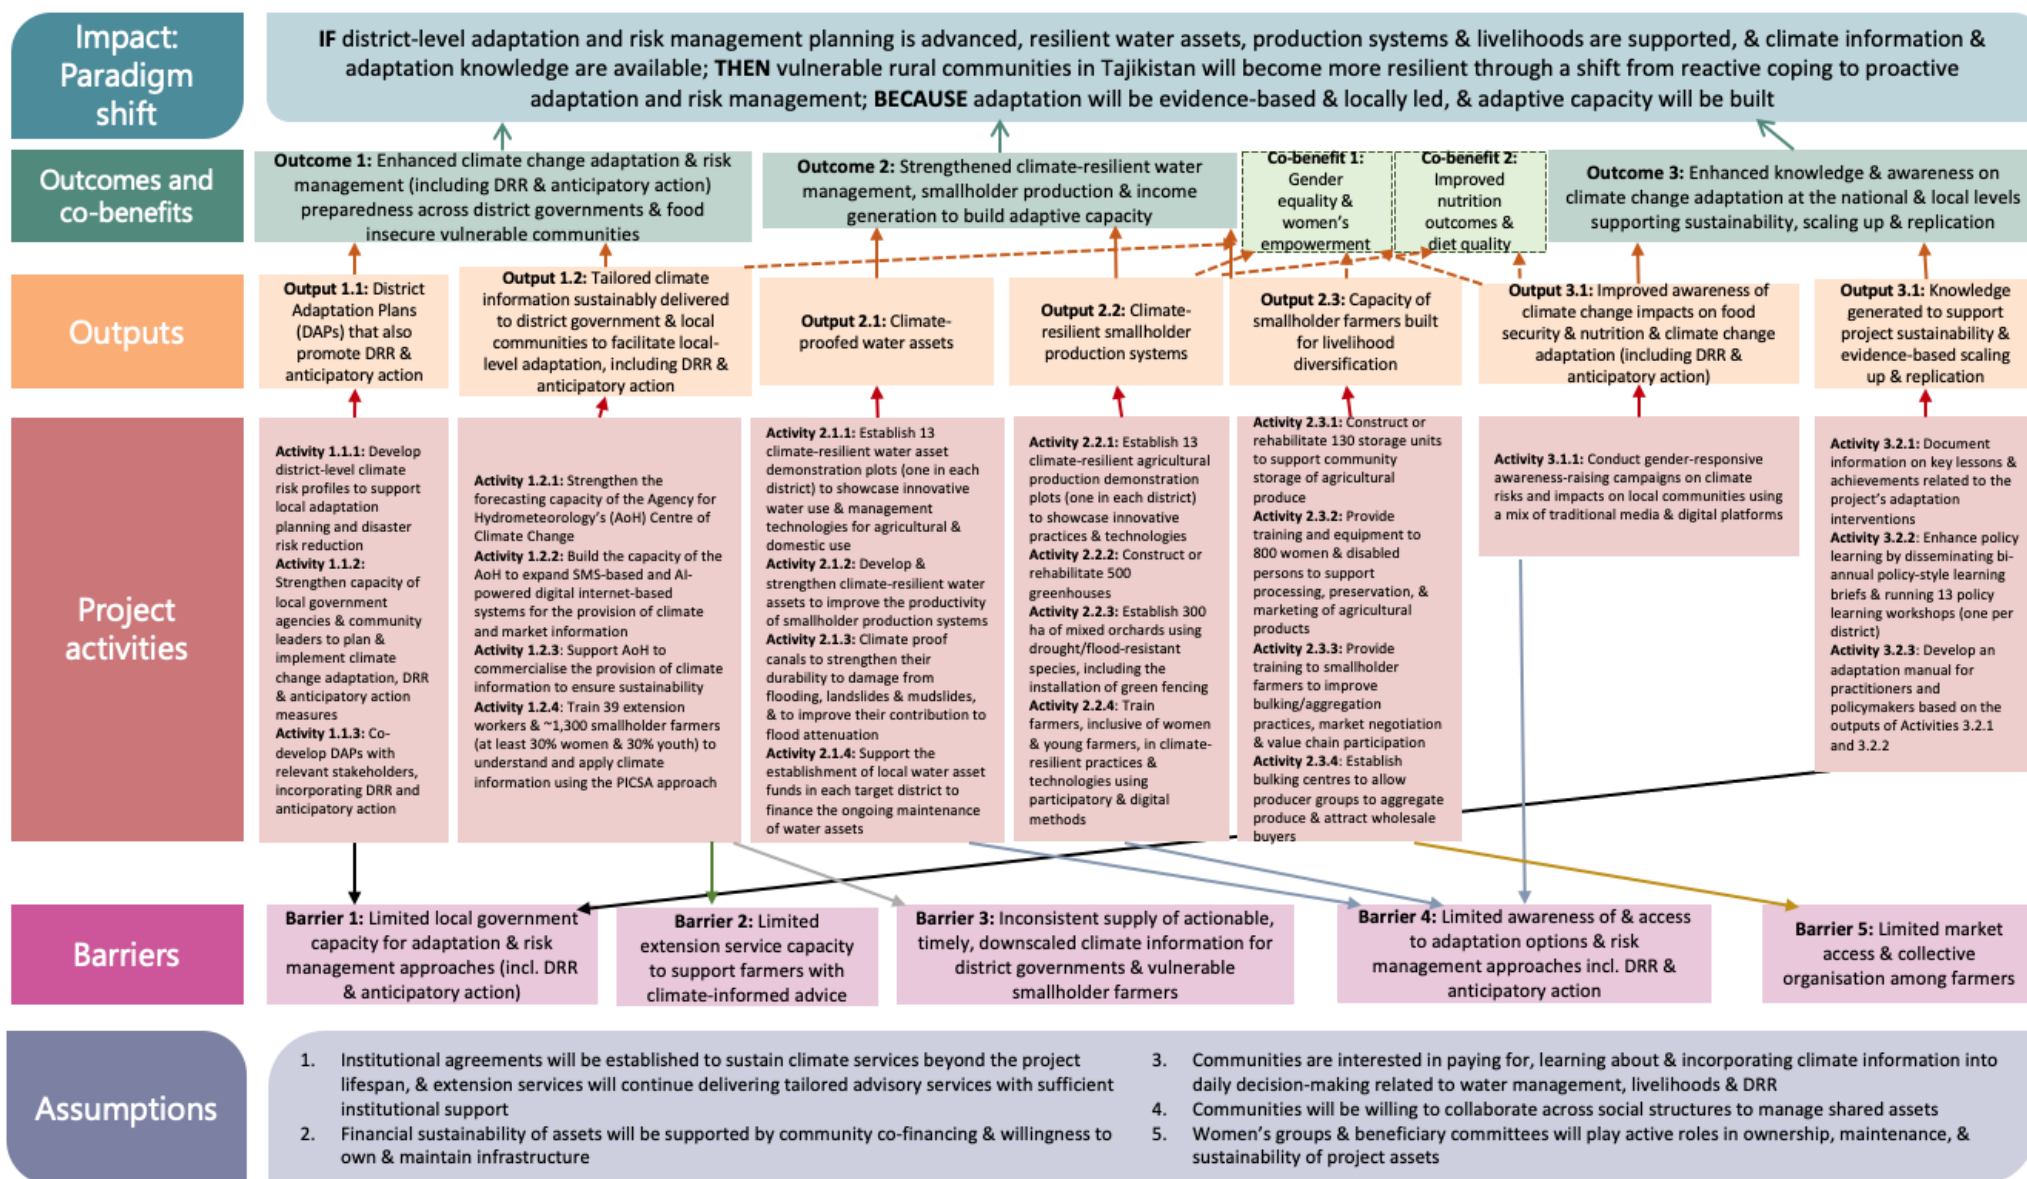 Impact:
Paradigm
shift
IF district-level adaptation and risk management planning is advanced, resilient water assets, production systems & livelihoods are supported, & climate information &
adaptation knowledge are available; THEN vulnerable rural communities in Tajikistan will become more resilient through a shift from reactive coping to proactive
adaptation and risk management; BECAUSE adaptation will be evidence-based & locally led, & adaptive capacity will be built
Outcomes and
co-benefits
Outcome 1: Enhanced climate change adaptation & risk
management (including DRR & anticipatory action)
preparedness across district governments & food
insecure vulnerable communities
Outcome 2: Strengthened climate-resilient water
management, smallholder production & income
generation to build adaptive capacity
Co-benefit 1:
Gender
equality &
women's
empowerment
Co-benefit 2:
Improved
nutrition
outcomes &
diet quality
Outcome 3: Enhanced knowledge & awareness on
climate change adaptation at the national & local levels
supporting sustainability, scaling up & replication
Outputs
Output 1.1: District
Adaptation Plans
(DAPs) that also
promote DRR &
anticipatory action
Output 1.2: Tailored climate
information sustainably delivered
to district government & local
communities to facilitate local-
level adaptation, including DRR &
anticipatory action
Output 2.1: Climate-
proofed water assets
Output 2.2: Climate-
resilient smallholder
production systems
Output 2.3: Capacity of
smallholder farmers built
for livelihood
diversification
Output 3.1: Improved awareness of
climate change impacts on food
security & nutrition & climate change
adaptation (including DRR &
anticipatory action)
Output 3.1: Knowledge
generated to support
project sustainability &
evidence-based scaling
up & replication
Project
activities
Activity 1.1.1: Develop
district-level climate
risk profiles to support
local adaptation
planning and disaster
risk reduction
Activity 1.1.2:
Strengthen capacity of
local government
agencies & community
leaders to plan &
implement climate
change adaptation, DRR
& anticipatory action
measures
Activity 1.1.3: Co-
develop DAPs with
relevant stakeholders,
incorporating DRR and
anticipatory action
Activity 1.2.1: Strengthen the
forecasting capacity of the Agency for
Hydrometeorology's (AoH) Centre of
Climate Change
Activity 1.2.2: Build the capacity of the
AoH to expand SMS-based and AI-
powered digital internet-based
systems for the provision of climate
and market information
Activity 1.2.3: Support AoH to
commercialise the provision of climate
information to ensure sustainability
Activity 1.2.4: Train 39 extension
workers & ~1,300 smallholder farmers
(at least 30% women & 30% youth) to
understand and apply climate
information using the PICSA approach
Activity 2.1.1: Establish 13
climate-resilient water asset
demonstration plots (one in each
district) to showcase innovative
water use & management
technologies for agricultural &
domestic use
Activity 2.1.2: Develop &
strengthen climate-resilient water
assets to improve the productivity
of smallholder production systems
Activity 2.1.3: Climate proof
canals to strengthen their
durability to damage from
flooding, landslides & mudslides,
& to improve their contribution to
flood attenuation
Activity 2.1.4: Support the
establishment of local water asset
funds in each target district to
finance the ongoing maintenance
of water assets
Activity 2.2.1: Establish 13
climate-resilient agricultural
production demonstration
plots (one in each district)
to showcase innovative
practices & technologies
Activity 2.2.2: Construct or
rehabilitate 500
greenhouses
Activity 2.2.3: Establish 300
ha of mixed orchards using
drought/flood-resistant
species, including the
installation of green fencing
Activity 2.2.4: Train
farmers, inclusive of women
& young farmers, in climate-
resilient practices &
technologies using
participatory & digital
methods
Activity 2.3.1: Construct or
rehabilitate 130 storage units
to support community
storage of agricultural
produce
Activity 2.3.2: Provide
training and equipment to
800 women & disabled
persons to support
processing, preservation, &
marketing of agricultural
products
Activity 2.3.3: Provide
training to smallholder
farmers to improve
bulking/aggregation
practices, market negotiation
& value chain participation
Activity 2.3.4: Establish
bulking centres to allow
producer groups to aggregate
produce & attract wholesale
buyers
Activity 3.1.1: Conduct gender-responsive
awareness-raising campaigns on climate
risks and impacts on local communities using
a mix of traditional media & digital platforms
Activity 3.2.1: Document
information on key lessons &
achievements related to the
project's adaptation
interventions
Activity 3.2.2: Enhance policy
learning by disseminating bi-
annual policy-style learning
briefs & running 13 policy
learning workshops (one per
district)
Activity 3.2.3: Develop an
adaptation manual for
practitioners and
policymakers based on the
outputs of Activities 3.2.1
and 3.2.2
Barriers
Barrier 1: Limited local government
capacity for adaptation & risk
management approaches (incl. DRR
& anticipatory action)
Barrier 2: Limited
extension service capacity
to support farmers with
climate-informed advice
Barrier 3: Inconsistent supply of actionable,
timely, downscaled climate information for
district governments & vulnerable
smallholder farmers
Barrier 4: Limited awareness of & access
to adaptation options & risk
management approaches incl. DRR &
anticipatory action
Barrier 5: Limited market
access & collective
organisation among farmers
Assumptions
1. Institutional agreements will be established to sustain climate services beyond the project
lifespan, & extension services will continue delivering tailored advisory services with sufficient
institutional support
2. Financial sustainability of assets will be supported by community co-financing & willingness to
own & maintain infrastructure
3. Communities are interested in paying for, learning about & incorporating climate information into
daily decision-making related to water management, livelihoods & DRR
4. Communities will be willing to collaborate across social structures to manage shared assets
5. Women's groups & beneficiary committees will play active roles in ownership, maintenance, &
sustainability of project assets